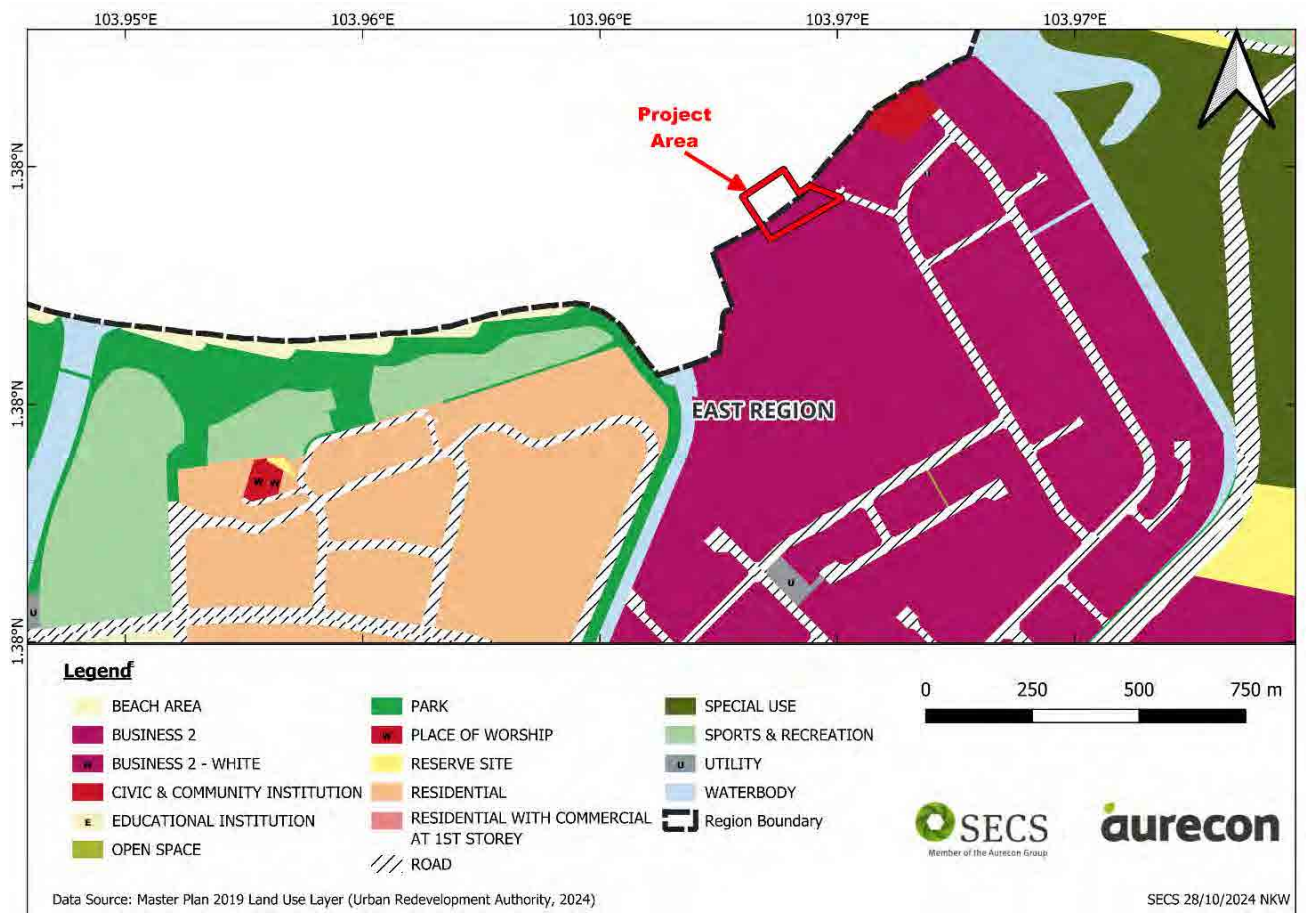 103.95°E 103.96°E 103.96°E 103.97°E 103.97°E
1.38°N
1.38°N
1.38°N
Project
Area
U
EAST REGION
W W
U
U
Legend
BEACH AREA
BUSINESS 2
W BUSINESS 2 - WHITE
CIVIC & COMMUNITY INSTITUTION
E EDUCATIONAL INSTITUTION
OPEN SPACE
PARK
W PLACE OF WORSHIP
RESERVE SITE
RESIDENTIAL
RESIDENTIAL WITH COMMERCIAL
AT 1ST STOREY
ROAD
SPECIAL USE
SPORTS & RECREATION
U UTILITY
WATERBODY
Region Boundary
0 250 500 750 m
SECS
Member of the Aurecon Group
aurecon
Data Source: Master Plan 2019 Land Use Layer (Urban Redevelopment Authority, 2024)
SECS 28/10/2024 NKW